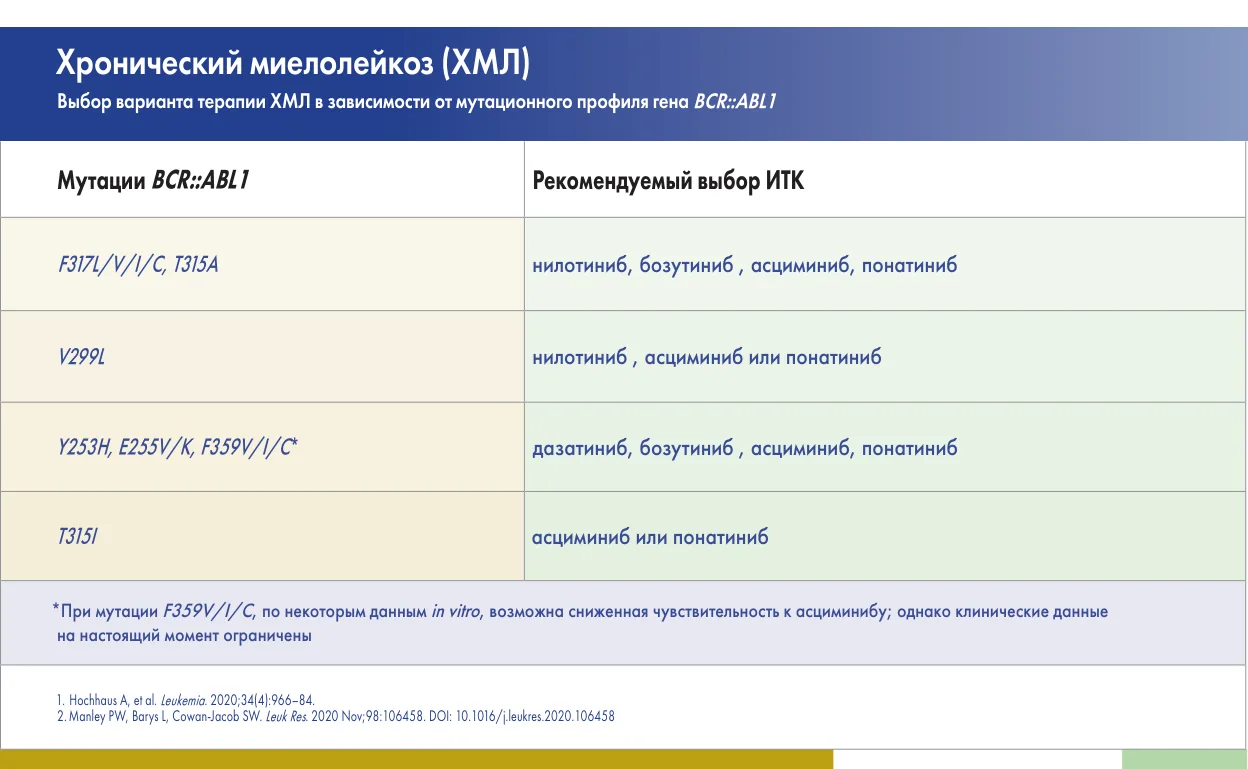 Хронический миелолейкоз (ХМЛ)
Выбор варианта терапии ХМЛ в зависимости от мутационного профиля гена BCR::ABL1
Мутации BCR::ABL1
Рекомендуемый выбор ИТК
F317L/V/I/C, T315A
нилотиниб, бозутиниб , асциминиб, понатиниб
V299L
нилотиниб , асциминиб или понатиниб
Y253H, E255V/K, F359V/I/C*
дазатиниб, бозутиниб , асциминиб, понатиниб
T315I
асциминиб или понатиниб
*При мутации F359V/I/C, по некоторым данным in vitro, возможна сниженная чувствительность к асциминибу; однако клинические данные
на настоящий момент ограничены
1. Hochhaus A, et al. Leukemia. 2020;34(4):966–84.
2. Manley PW, Barys L, Cowan-Jacob SW. Leuk Res. 2020 Nov;98:106458. DOI: 10.1016/j.leukres.2020.106458